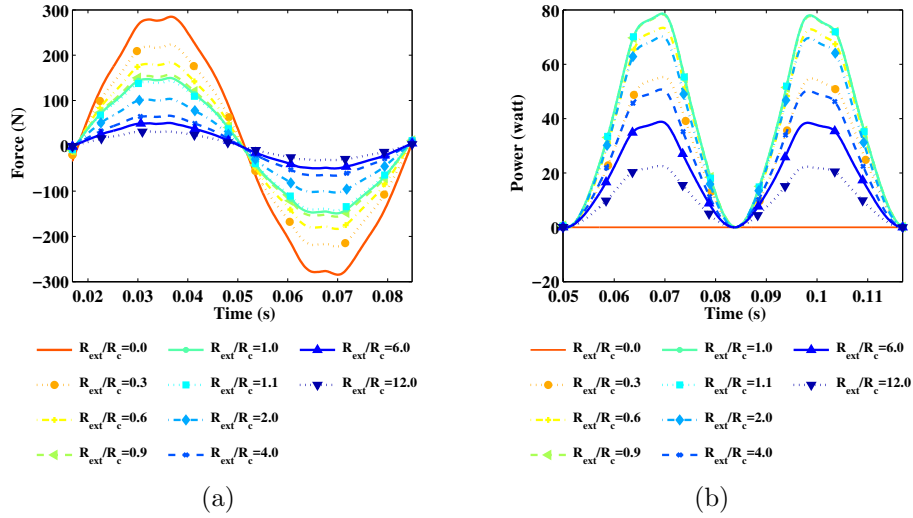 (a)
300
200
100
0
−100
−200
−300
Force (N)
0.02 0.03 0.04 0.05 0.06 0.07 0.08
Time (s)
R_ext/R_c=0.0 R_ext/R_c=1.0 R_ext/R_c=6.0
R_ext/R_c=0.3 R_ext/R_c=1.1 R_ext/R_c=12.0
R_ext/R_c=0.6 R_ext/R_c=2.0
R_ext/R_c=0.9 R_ext/R_c=4.0
(a)
(b)
80
60
40
20
0
−20
Power (watt)
0.05 0.06 0.07 0.08 0.09 0.1 0.11
Time (s)
R_ext/R_c=0.0 R_ext/R_c=1.0 R_ext/R_c=6.0
R_ext/R_c=0.3 R_ext/R_c=1.1 R_ext/R_c=12.0
R_ext/R_c=0.6 R_ext/R_c=2.0
R_ext/R_c=0.9 R_ext/R_c=4.0
(b)